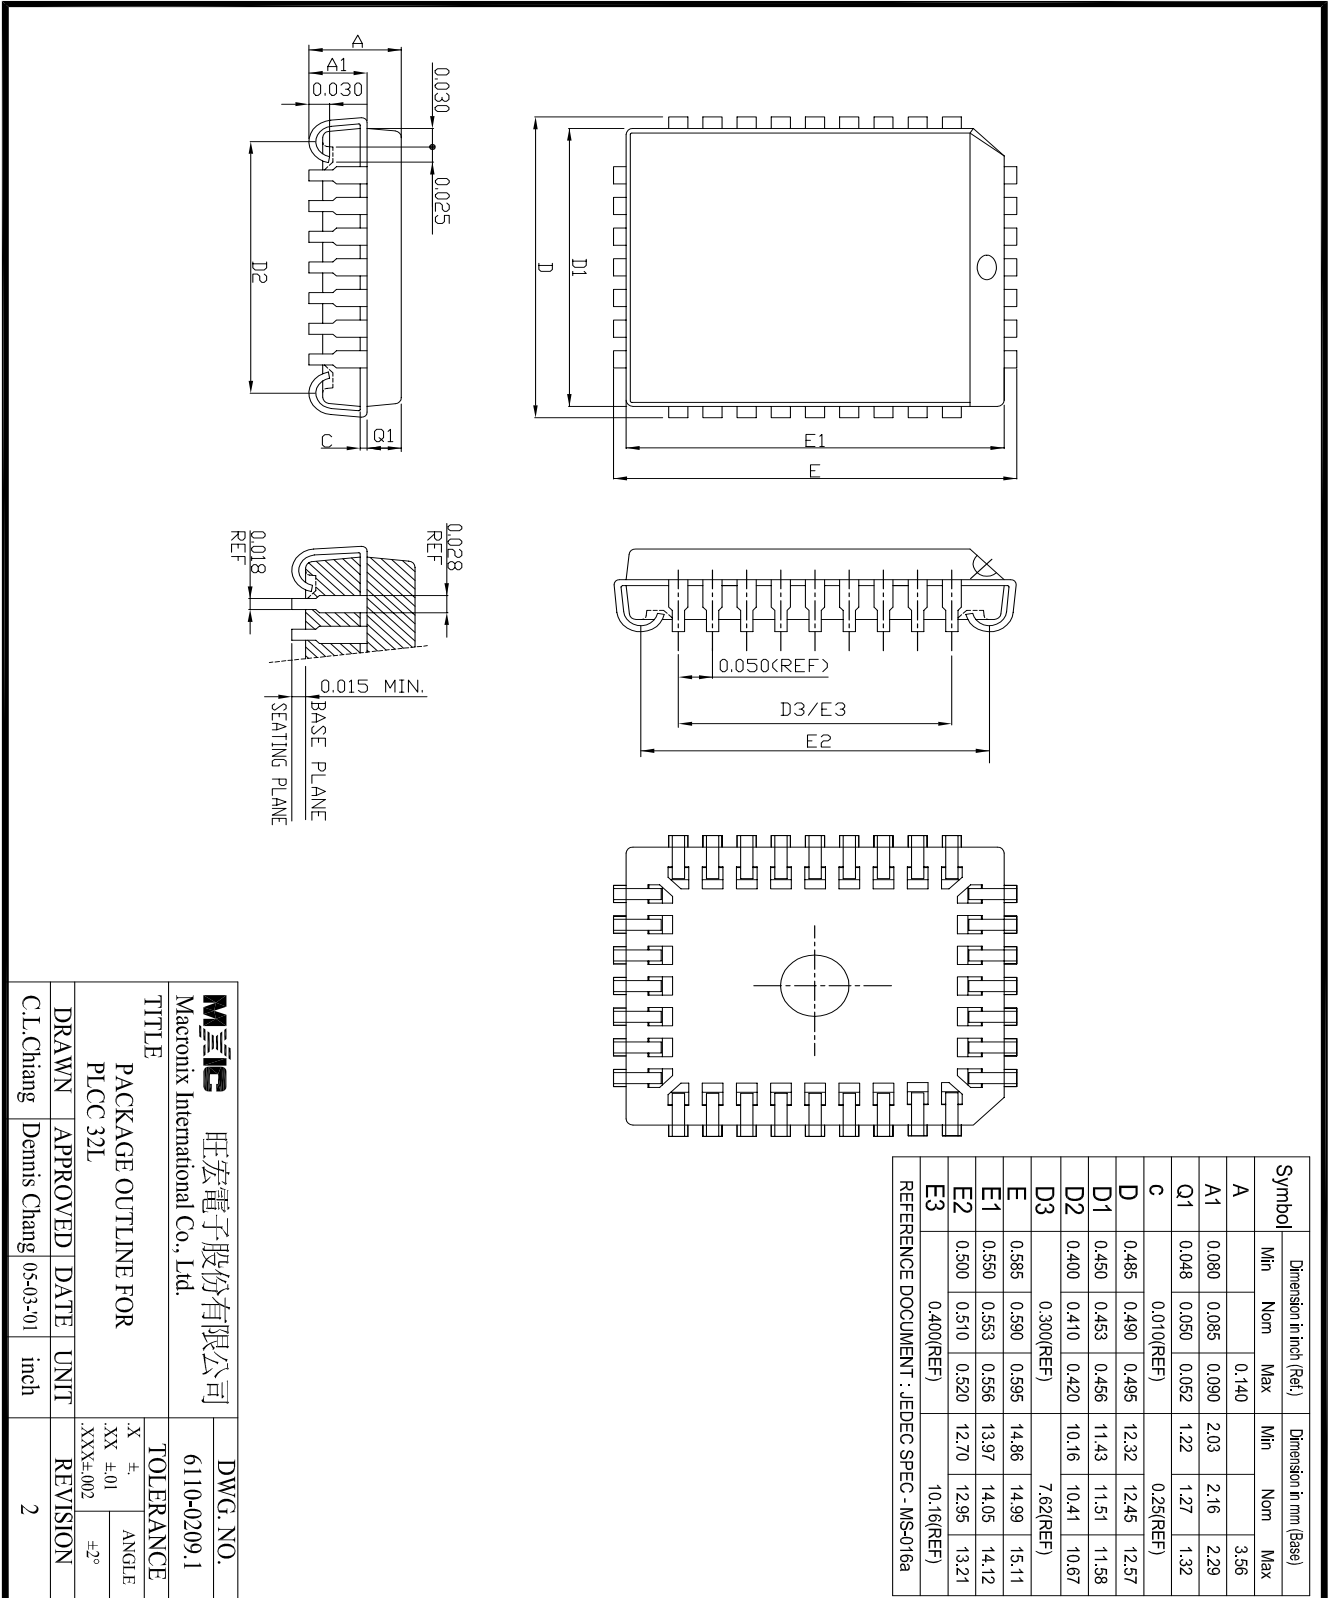 A
A1
0.030
0.030
0.025
D2
C
Q1
D
D1
E1
E
0.018
REF
0.028
REF
0.015 MIN.
BASE PLANE
SEATING PLANE
0.050(REF)
D3/E3
E2
Symbol Dimension in inch (Ref.) Dimension in mm (Base)
Min Nom Max Min Nom Max
A 0.140 3.56
A1 0.080 0.085 0.090 2.03 2.16 2.29
Q1 0.048 0.050 0.052 1.22 1.27 1.32
C 0.010(REF) 0.25(REF)
D 0.485 0.490 0.495 12.32 12.45 12.57
D1 0.450 0.453 0.456 11.43 11.51 11.58
D2 0.400 0.410 0.420 10.16 10.41 10.67
D3 0.300(REF) 7.62(REF)
E 0.585 0.590 0.595 14.86 14.99 15.11
E1 0.550 0.553 0.556 13.97 14.05 14.12
E2 0.500 0.510 0.520 12.70 12.95 13.21
E3 0.400(REF) 10.16(REF)
REFERENCE DOCUMENT : JEDEC SPEC - MS-016a
MXIC 旺宏電子股份有限公司
Macronix International Co., Ltd.
DWG. NO.
6110-0209.1
TITLE
PACKAGE OUTLINE FOR
PLCC 32L
TOLERANCE
.X ±.
.XX ±.01
.XXX±.002
ANGLE
±2°
DRAWN APPROVED DATE UNIT REVISION
C.L.Chiang Dennis Chang 05-03-'01 inch 2